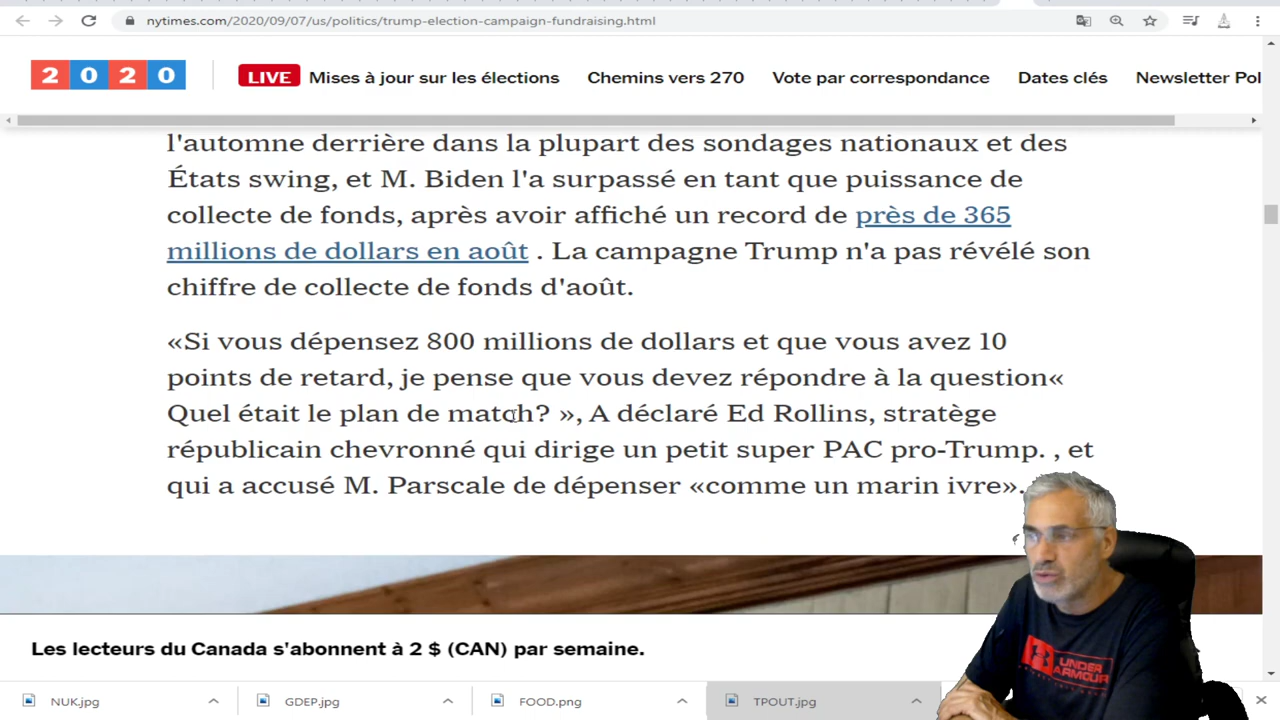 nytimes.com/2020/09/07/us/politics/trump-election-campaign-fundraising.html
2020 LIVE Mises à jour sur les élections Chemins vers 270 Vote par correspondance Dates clés Newsletter Pol
l'automne derrière dans la plupart des sondages nationaux et des
États swing, et M. Biden l'a surpassé en tant que puissance de
collecte de fonds, après avoir affiché un record de près de 365
millions de dollars en août . La campagne Trump n'a pas révélé son
chiffre de collecte de fonds d'août.
«Si vous dépensez 800 millions de dollars et que vous avez 10
points de retard, je pense que vous devez répondre à la question«
Quel était le plan de match? », A déclaré Ed Rollins, stratège
républicain chevronné qui dirige un petit super PAC pro-Trump. , et
qui a accusé M. Parscale de dépenser «comme un marin ivre».
Les lecteurs du Canada s'abonnent à 2 $ (CAN) par semaine.
UNDER
ARMOUR
NUK.jpg GDEP.jpg FOOD.png TPOUT.jpg